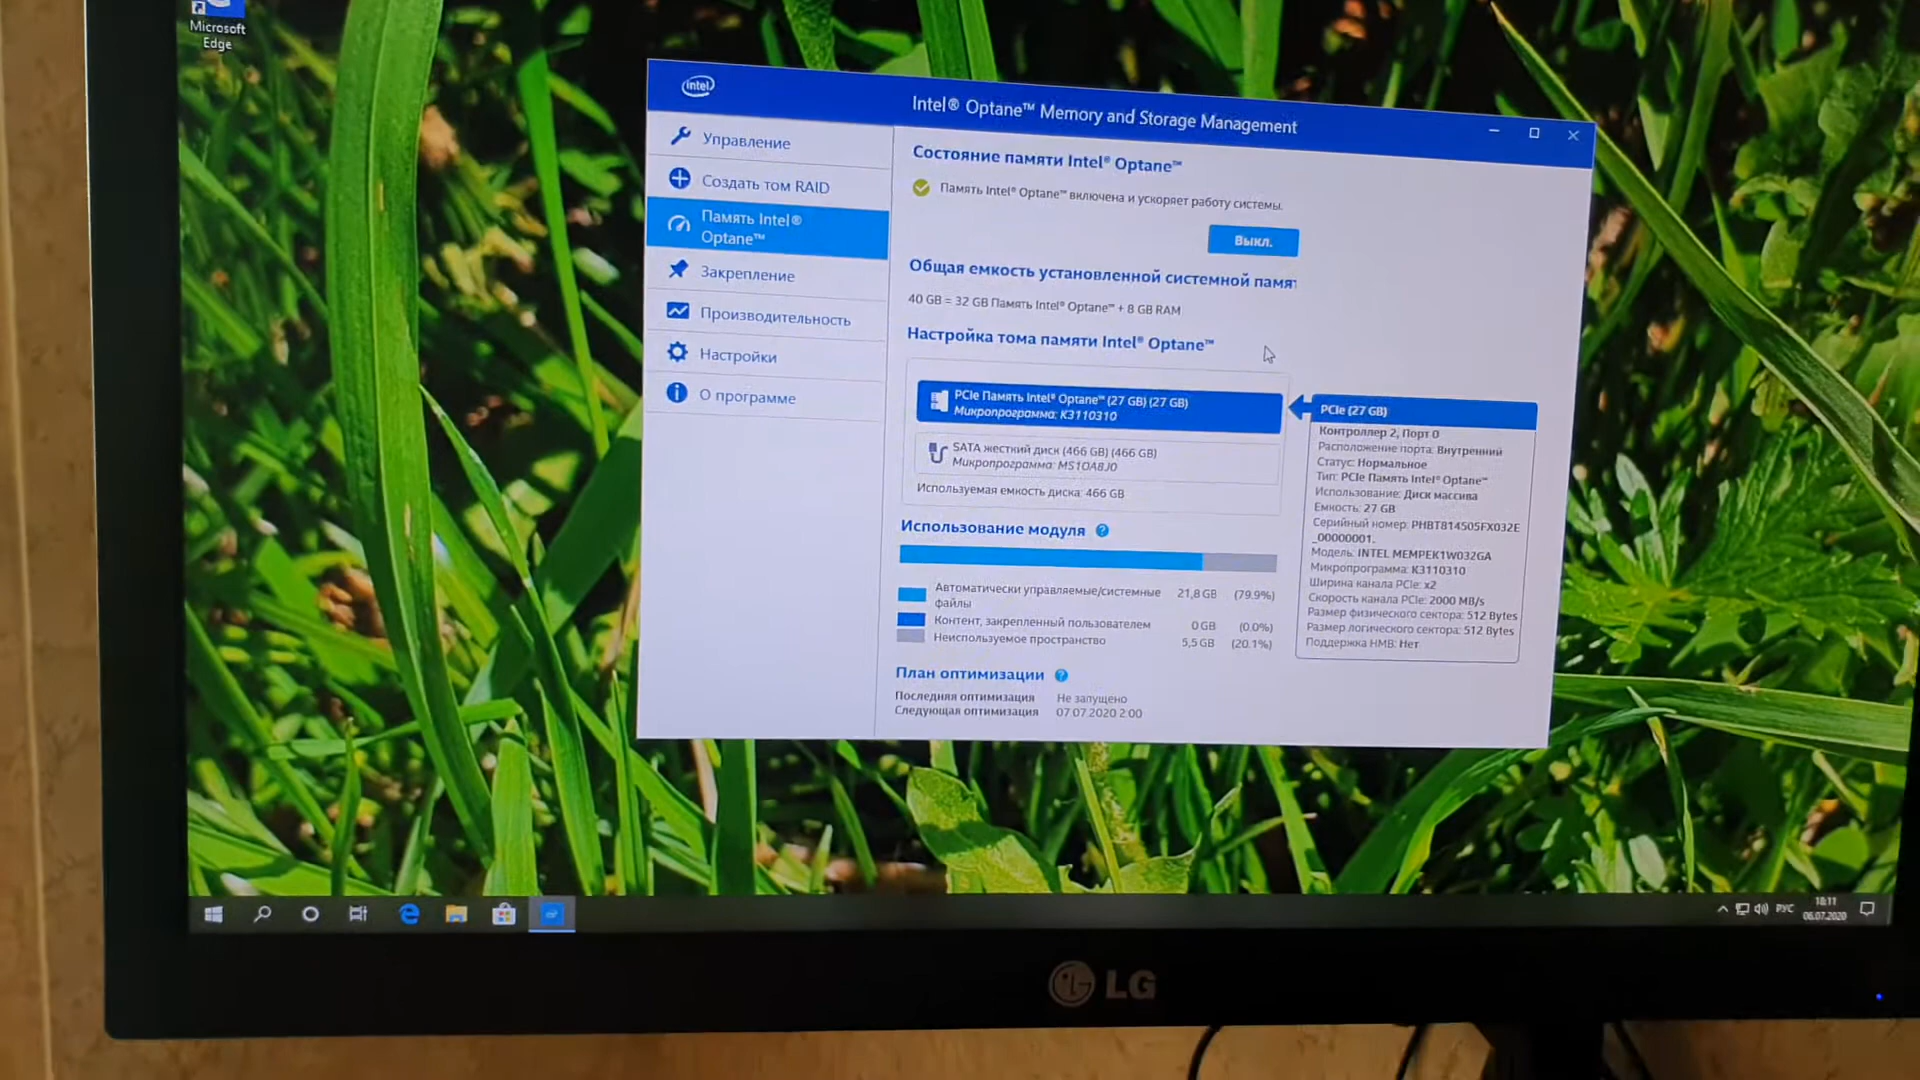 Microsoft
Edge
intel
Intel® Optane™ Memory and Storage Management
Управление
Создать том RAID
Память Intel®
Optane™
Закрепление
Производительность
Настройки
О программе
Состояние памяти Intel® Optane™
Память Intel® Optane™ включена и ускоряет работу системы.
Выкл.
Общая емкость установленной системной памят
40 GB = 32 GB Память Intel® Optane™ + 8 GB RAM
Настройка тома памяти Intel® Optane™
PCIe Память Intel® Optane™ (27 GB) (27 GB)
Микропрограмма: K3110310
SATA жесткий диск (466 GB) (466 GB)
Микропрограмма: MS1OA8J0
Используемая емкость диска: 466 GB
Использование модуля ?
Автоматически управляемые/системные
файлы
21,8 GB (79.9%)
Контент, закрепленный пользователем 0 GB (0.0%)
Неиспользуемое пространство 5,5 GB (20.1%)
План оптимизации ?
Последняя оптимизация Не запущено
Следующая оптимизация 07.07.2020 2:00
PCIe (27 GB)
Контроллер 2, Порт 0
Расположение порта: Внутренний
Статус: Нормальное
Тип: PCIe Память Intel® Optane™
Использование: Диск массива
Емкость: 27 GB
Серийный номер: PHBT814505FX032E
_00000001.
Модель: INTEL MEMPEK1W032GA
Микропрограмма: K3110310
Ширина канала PCIe: x2
Скорость канала PCIe: 2000 MB/s
Размер физического сектора: 512 Bytes
Размер логического сектора: 512 Bytes
Поддержка HMB: Нет
РУС
18:11
06.07.2020
LG